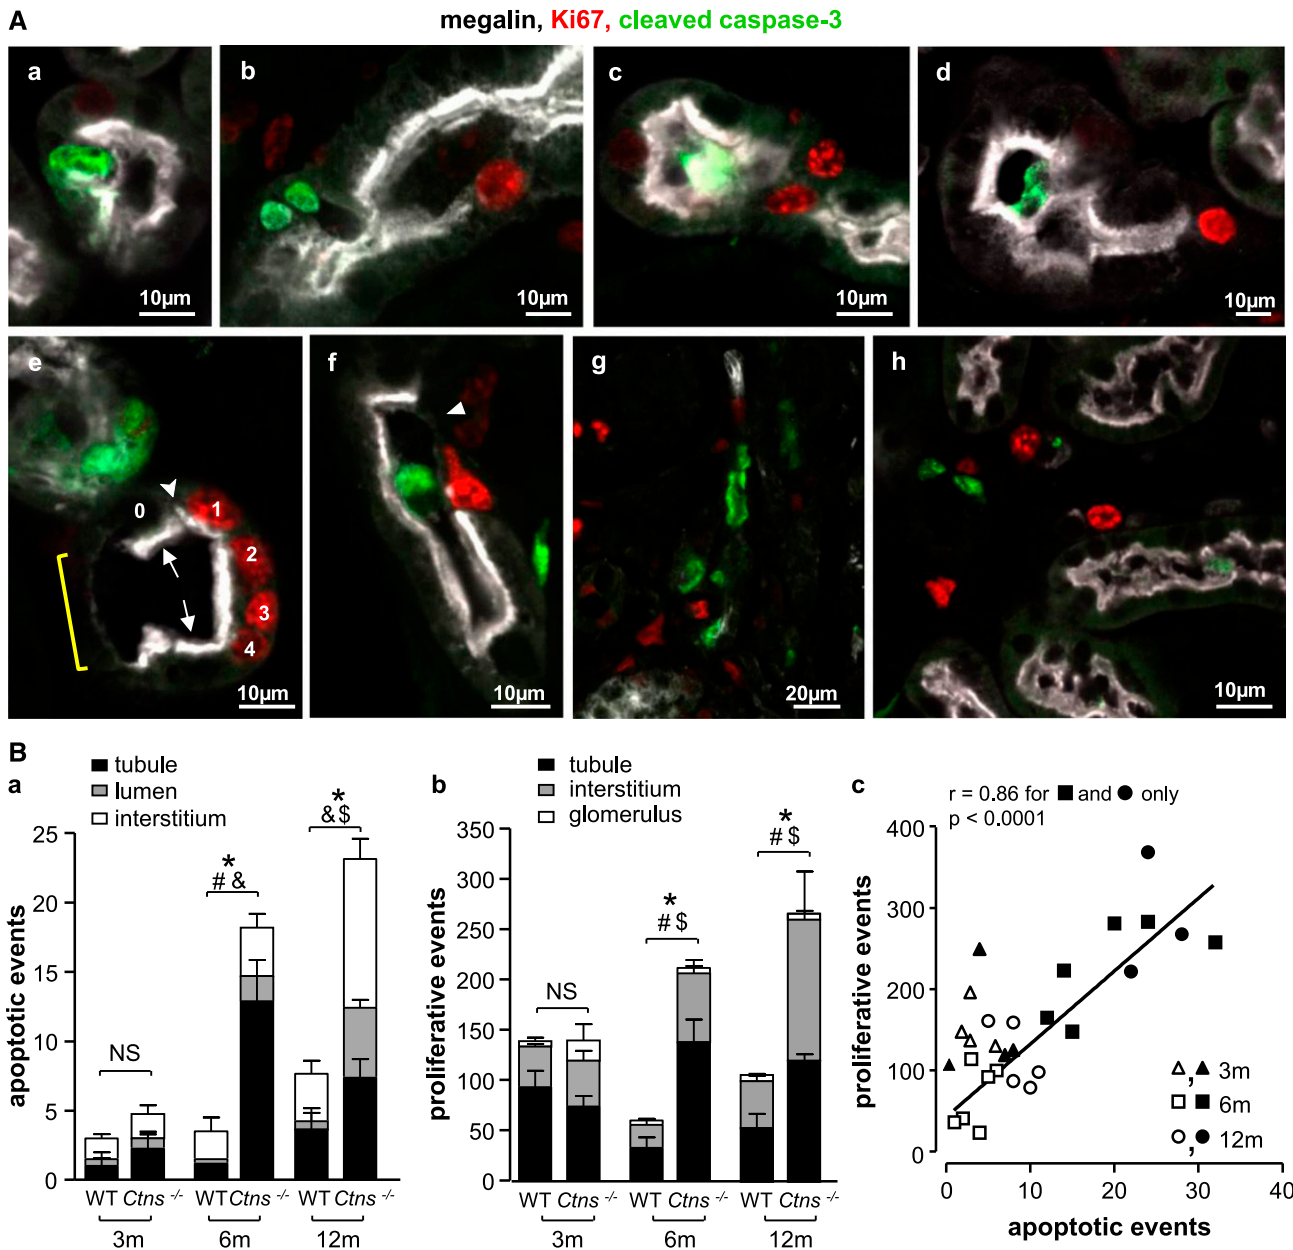 A
megalin, Ki67, cleaved caspase-3
a
b
c
d
10µm
10µm
10µm
10µm
e
f
g
h
0
1
2
3
4
10µm
10µm
20µm
10µm
B
a
tubule
lumen
interstitium
apoptotic events
25
20
15
10
5
0
NS
*
# &
*
& $
WT Ctns -/- WT Ctns -/- WT Ctns -/-
3m 6m 12m
b
tubule
interstitium
glomerulus
proliferative events
350
300
250
200
150
100
50
0
NS
*
# $
*
# $
WT Ctns -/- WT Ctns -/- WT Ctns -/-
3m 6m 12m
c
r = 0.86 for ■ and ● only
p < 0.0001
proliferative events
400
300
200
100
0
△,▲ 3m
□,■ 6m
○,● 12m
0 10 20 30 40
apoptotic events